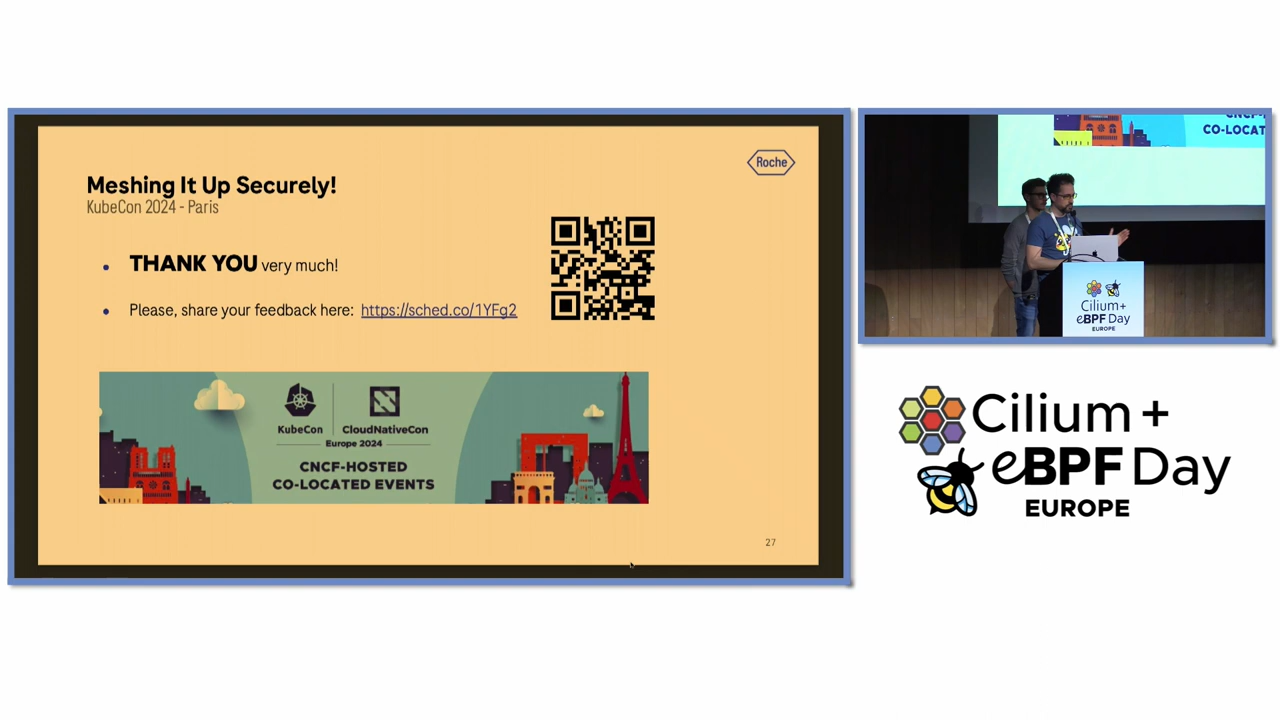 Roche
Meshing It Up Securely!
KubeCon 2024 - Paris
THANK YOU very much!
Please, share your feedback here: https://sched.co/1YFg2
KubeCon
CloudNativeCon
Europe 2024
CNCF-HOSTED
CO-LOCATED EVENTS
27
CO-LOCAT
Cilium+
eBPF Day
EUROPE
Cilium +
eBPF Day
EUROPE